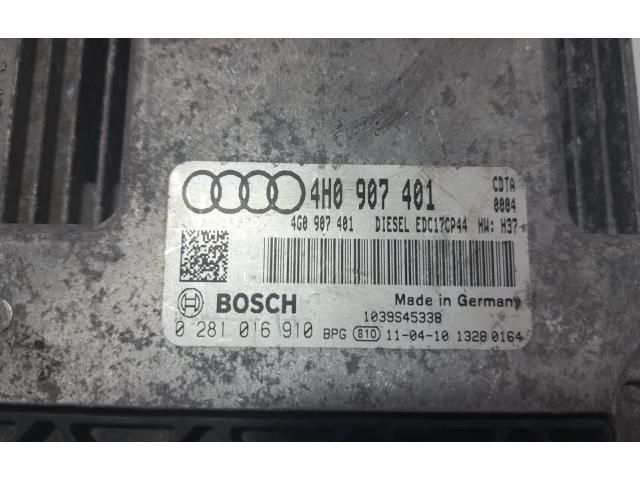 4H0 907 401 CDTA
0004
4G0 907 401 DIESEL EDC17CP44 HW: H37
BOSCH Made in Germany
1039S45338
0 281 016 910 BPG 810 11-04-10 1328 0164